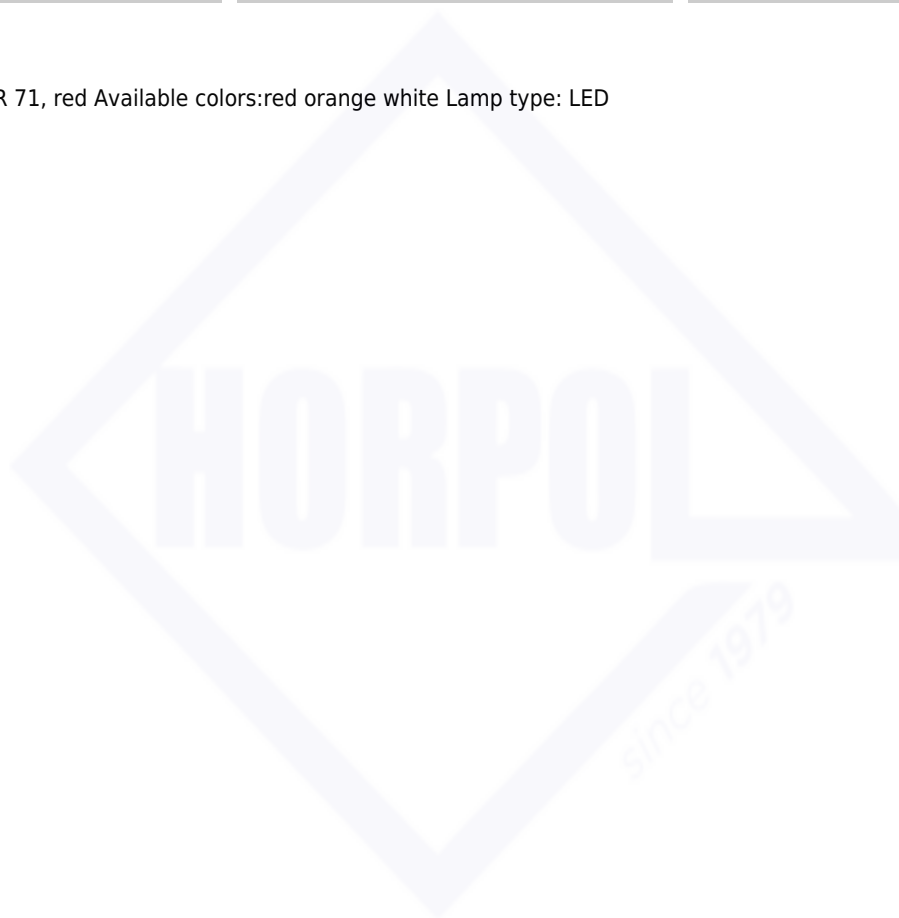 R 71, red Available colors:red orange white Lamp type: LED
HORPOL
since 1979